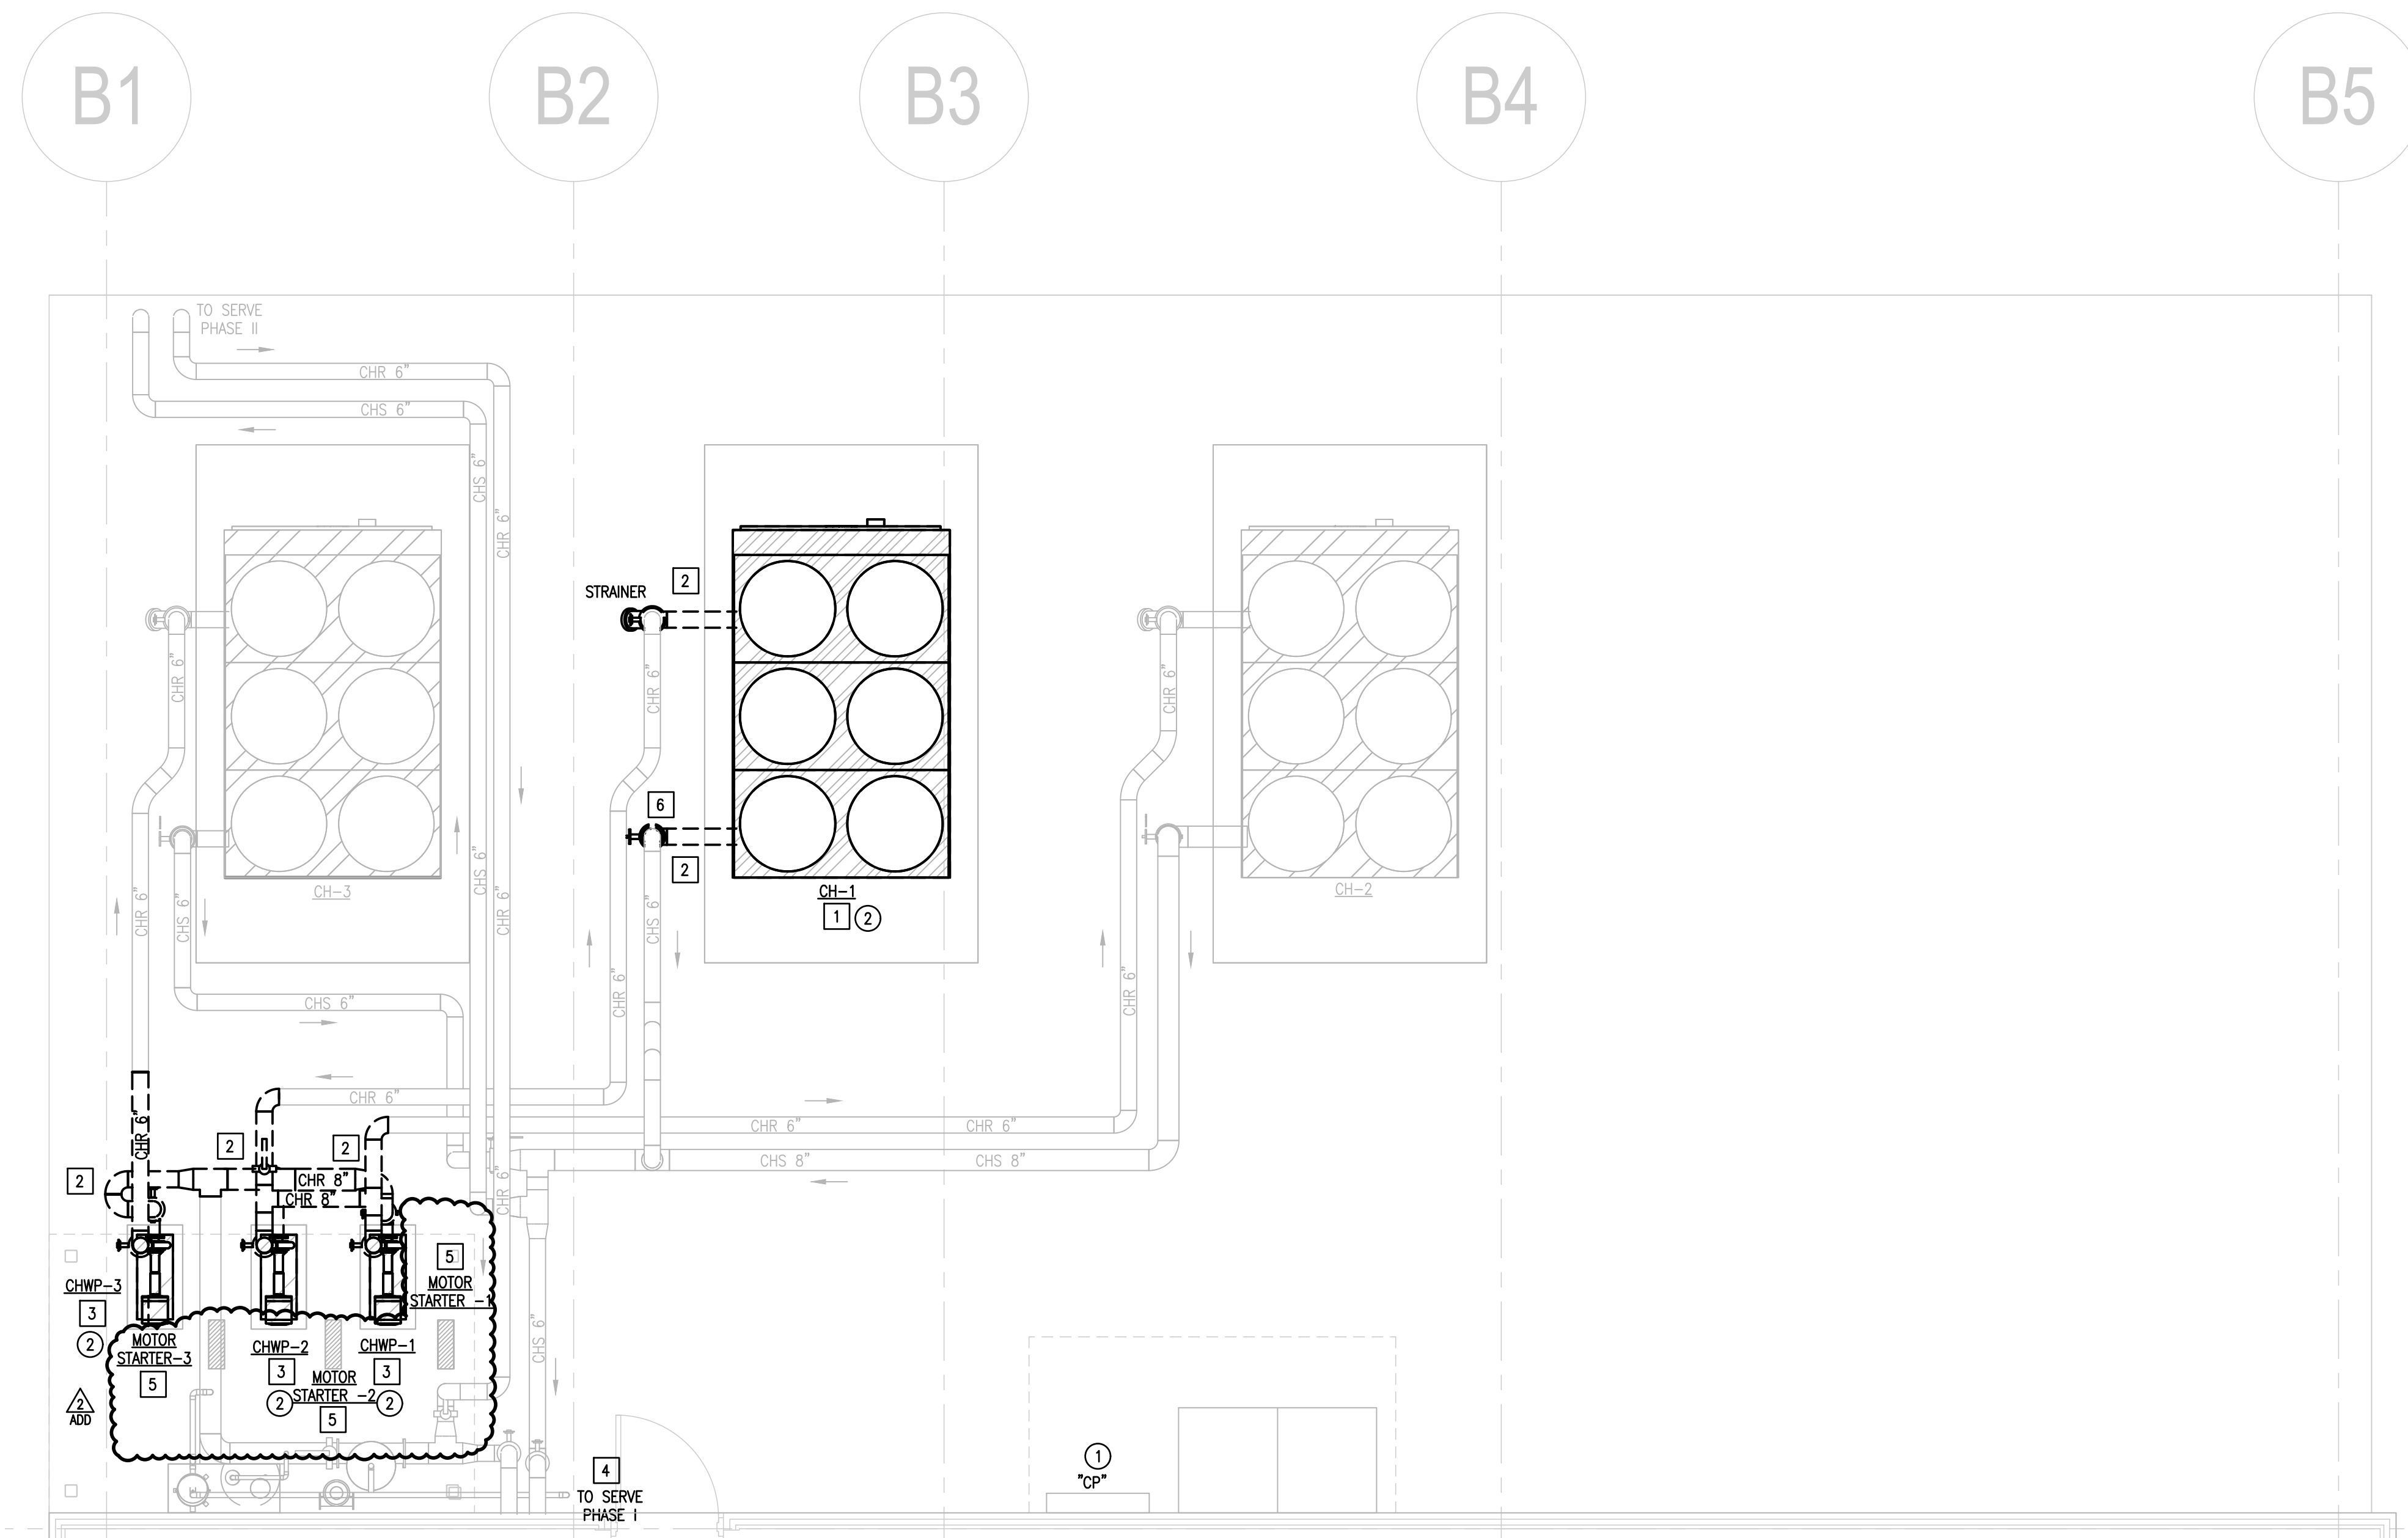 B1
B2
B3
B4
B5
TO SERVE
PHASE II
CHR 6"
CHS 6"
CHS 6"
CHR 6"
STRAINER
2
CHR 6"
CHR 6"
CHR 6"
6
2
CHS 6"
CHR 6"
CH-3
CH-1
1
2
CH-2
CHR 6"
CHS 6"
CHS 6"
CHR 6"
CHR 6"
CHS 6"
CHR 6"
CHR 6"
CHR 6"
CHR 6"
2
2
2
CHR 8"
CHR 8"
CHR 6"
CHS 8"
CHS 8"
5
MOTOR
STARTER -1
CHWP-3
3
2
MOTOR
STARTER-3
5
CHWP-2
3
2
CHWP-1
3
2
MOTOR
STARTER -2
5
CHS 6"
2
ADD
4
TO SERVE
PHASE I
1
"CP"